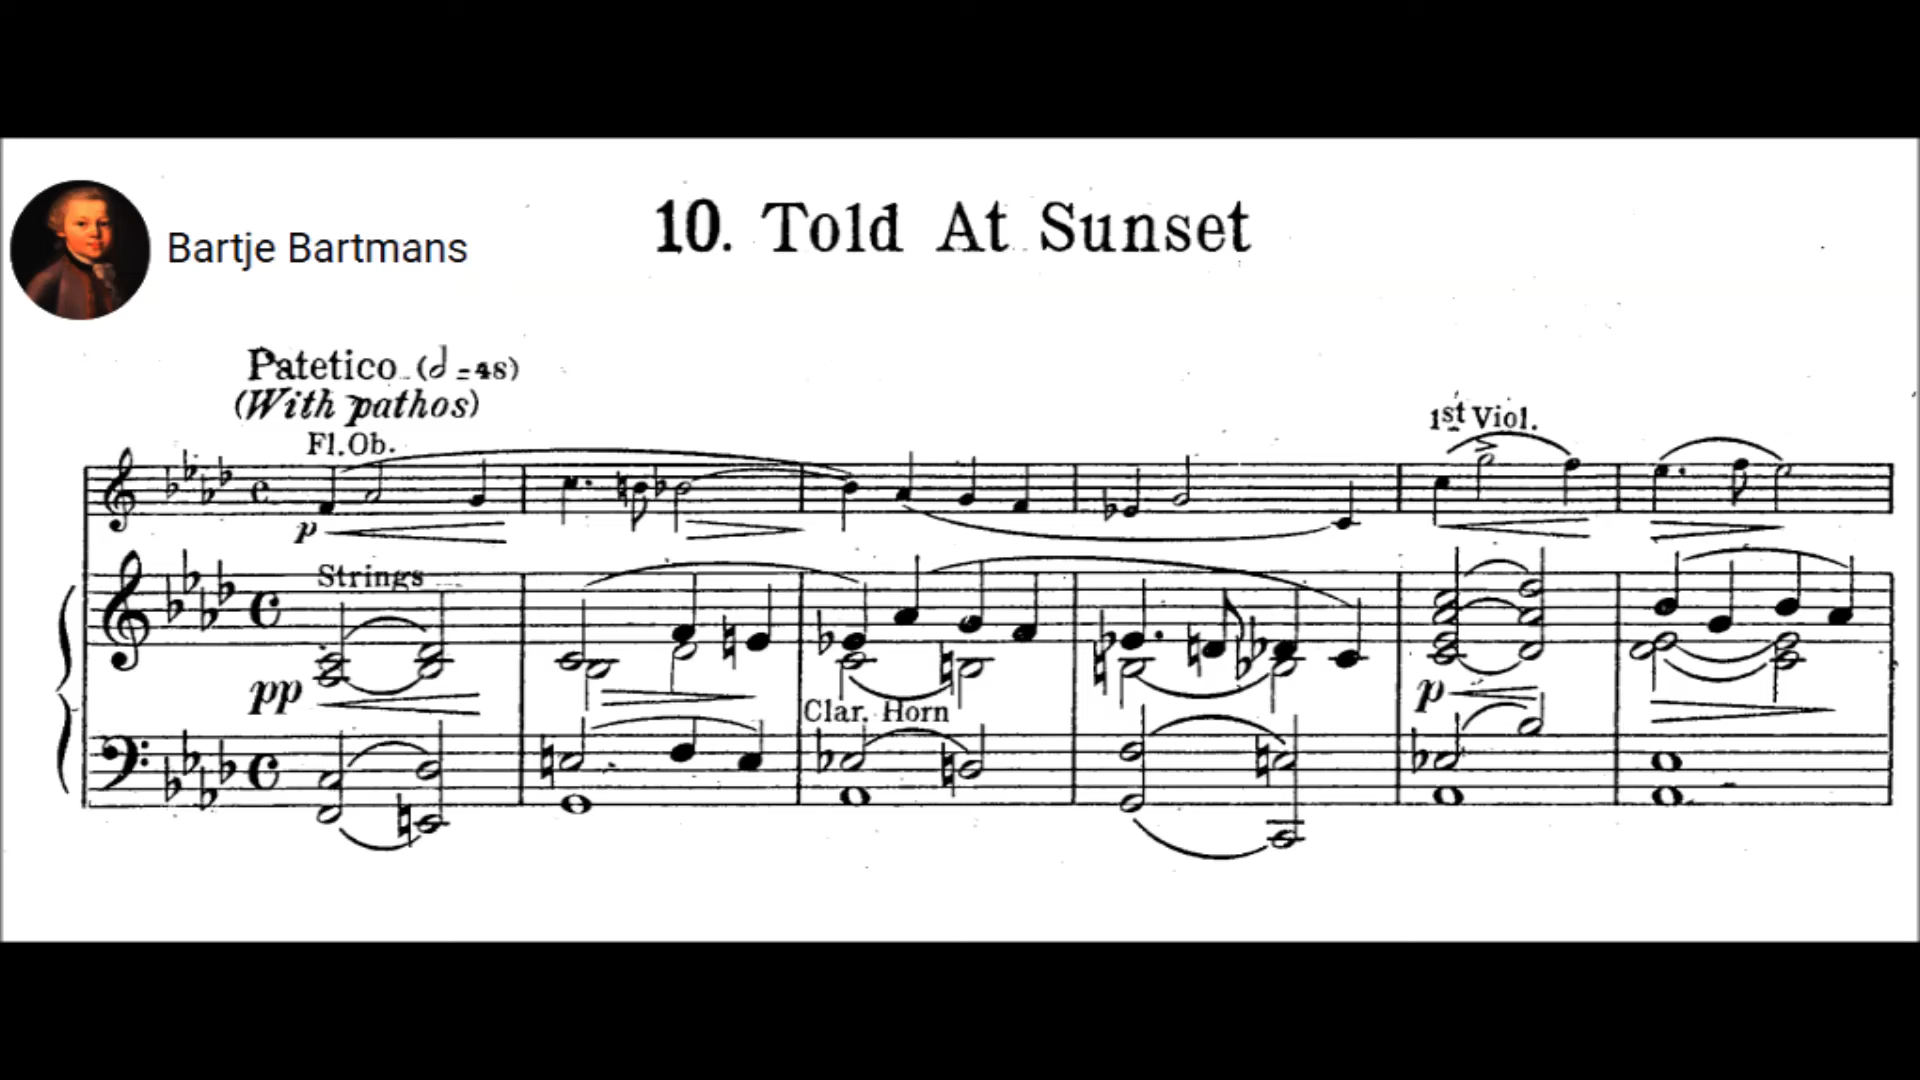 10. Told At Sunset
Bartje Bartmans
Patetico (𝅗𝅥 = 48)
(With pathos)
Fl. Ob.
1st Viol.
p
Strings
pp
Clar. Horn
p